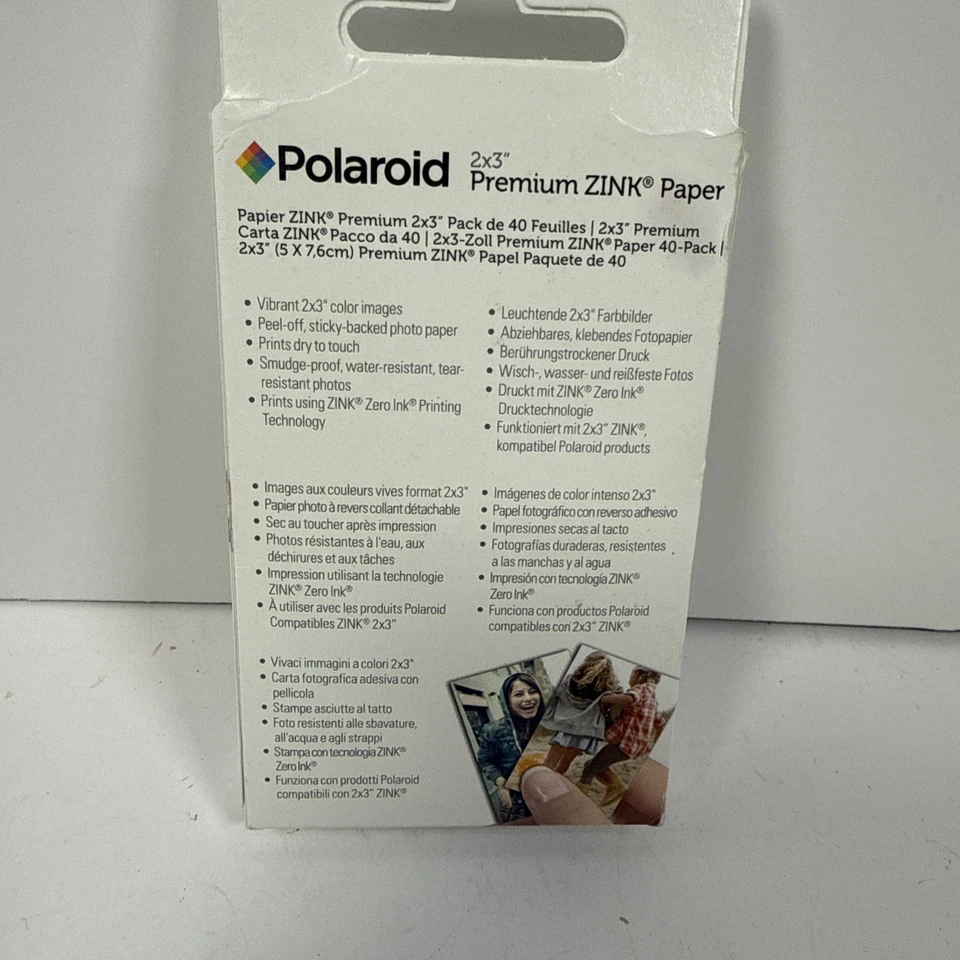 Polaroid
2x3"
Premium ZINK® Paper
Papier ZINK® Premium 2x3" Pack de 40 Feuilles | 2x3" Premium
Carta ZINK® Pacco da 40 | 2x3-Zoll Premium ZINK® Paper 40-Pack |
2x3" (5 X 7,6cm) Premium ZINK® Papel Paquete de 40
• Vibrant 2x3" color images
• Peel-off, sticky-backed photo paper
• Prints dry to touch
• Smudge-proof, water-resistant, tear-
resistant photos
• Prints using ZINK® Zero Ink® Printing
Technology
• Leuchtende 2x3" Farbbilder
• Abziehbares, klebendes Fotopapier
• Berührungstrockener Druck
• Wisch-, wasser- und reißfeste Fotos
• Druckt mit ZINK® Zero Ink®
Drucktechnologie
• Funktioniert mit 2x3" ZINK®,
kompatibel Polaroid products
• Images aux couleurs vives format 2x3"
• Papier photo à revers collant détachable
• Sec au toucher après impression
• Photos résistantes à l'eau, aux
déchirures et aux tâches
• Impression utilisant la technologie
ZINK® Zero Ink®
• À utiliser avec les produits Polaroid
Compatibles ZINK® 2x3"
• Imágenes de color intenso 2x3"
• Papel fotográfico con reverso adhesivo
• Impresiones secas al tacto
• Fotografías duraderas, resistentes
a las manchas y al agua
• Impresión con tecnología ZINK®
Zero Ink®
• Funciona con productos Polaroid
compatibles con 2x3" ZINK®
• Vivaci immagini a colori 2x3"
• Carta fotografica adesiva con
pellicola
• Stampe asciutte al tatto
• Foto resistenti alle sbavature,
all'acqua e agli strappi
• Stampa con tecnologia ZINK®
Zero Ink®
• Funziona con prodotti Polaroid
compatibili con 2x3" ZINK®